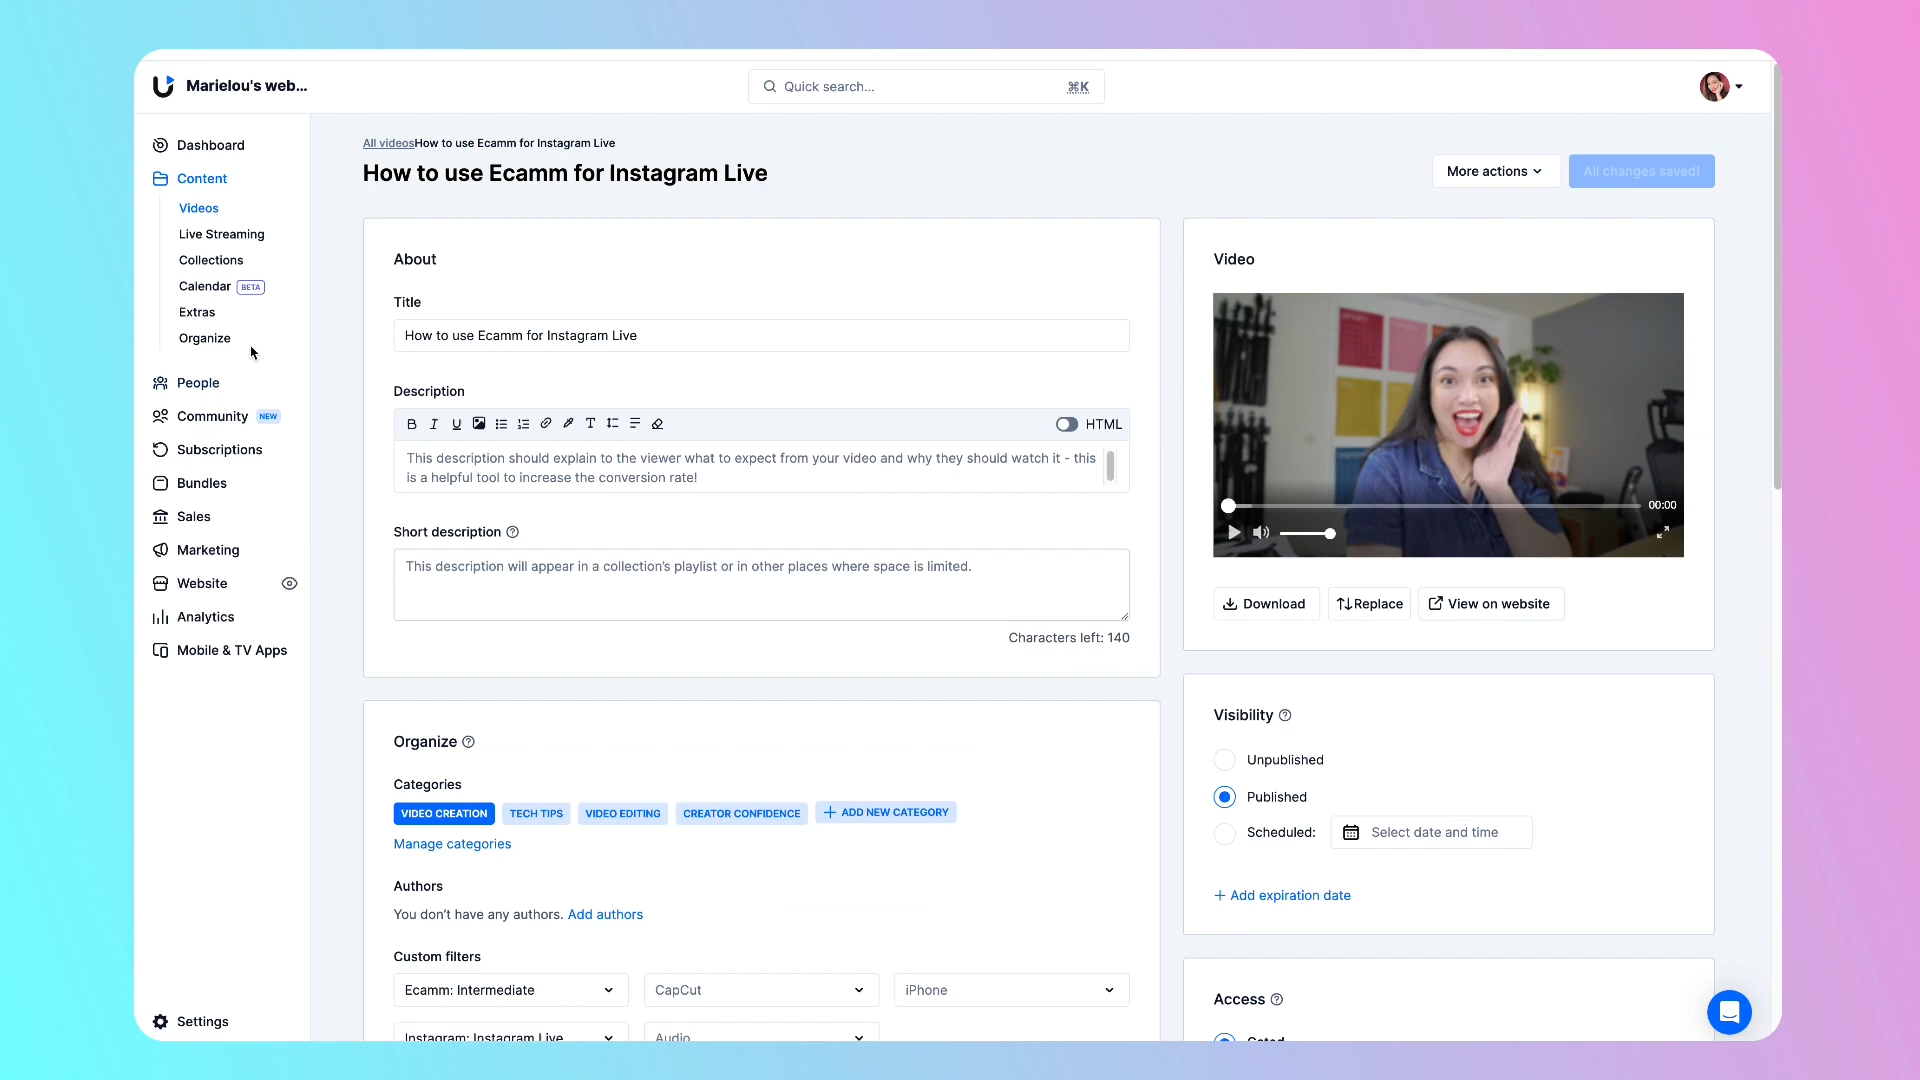 Marielou's web...
Quick search...
⌘K
Dashboard
Content
Videos
Live Streaming
Collections
Calendar BETA
Extras
Organize
People
Community NEW
Subscriptions
Bundles
Sales
Marketing
Website
Analytics
Mobile & TV Apps
Settings
All videosHow to use Ecamm for Instagram Live
How to use Ecamm for Instagram Live
More actions
All changes saved!
About
Title
How to use Ecamm for Instagram Live
Description
B I U T HTML
This description should explain to the viewer what to expect from your video and why they should watch it - this
is a helpful tool to increase the conversion rate!
Short description
This description will appear in a collection's playlist or in other places where space is limited.
Characters left: 140
Organize
Categories
VIDEO CREATION TECH TIPS VIDEO EDITING CREATOR CONFIDENCE + ADD NEW CATEGORY
Manage categories
Authors
You don't have any authors. Add authors
Custom filters
Ecamm: Intermediate CapCut iPhone
Instagram: Instagram Live Audio
Video
00:00
Download Replace View on website
Visibility
Unpublished
Published
Scheduled: Select date and time
+ Add expiration date
Access
Gated